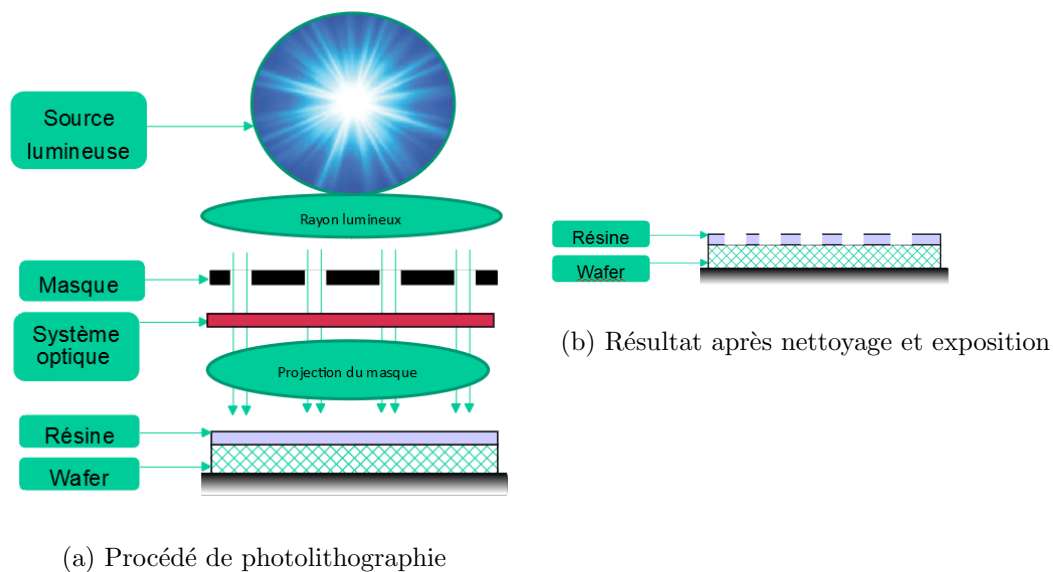 Source
lumineuse
Rayon lumineux
Masque
Système
optique
Projection du masque
Résine
Wafer
(a) Procédé de photolithographie
Résine
Wafer
(b) Résultat après nettoyage et exposition